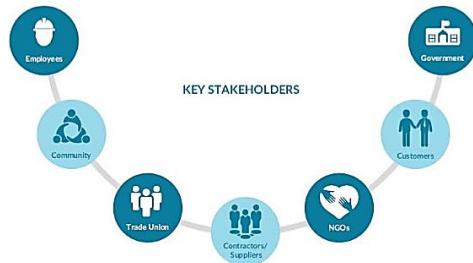 Employees
Government
KEY STAKEHOLDERS
Community
Customers
Trade Union
NGOs
Contractors/
Suppliers